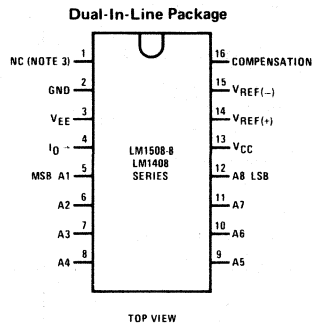 Dual-In-Line Package
NC (NOTE 3) 1
16 COMPENSATION
GND 2
15 VREF(−)
VEE 3
14 VREF(+)
IO 4
13 VCC
LM1508-8
LM1408
SERIES
MSB A1 5
12 A8 LSB
A2 6
11 A7
A3 7
10 A6
A4 8
9 A5
TOP VIEW